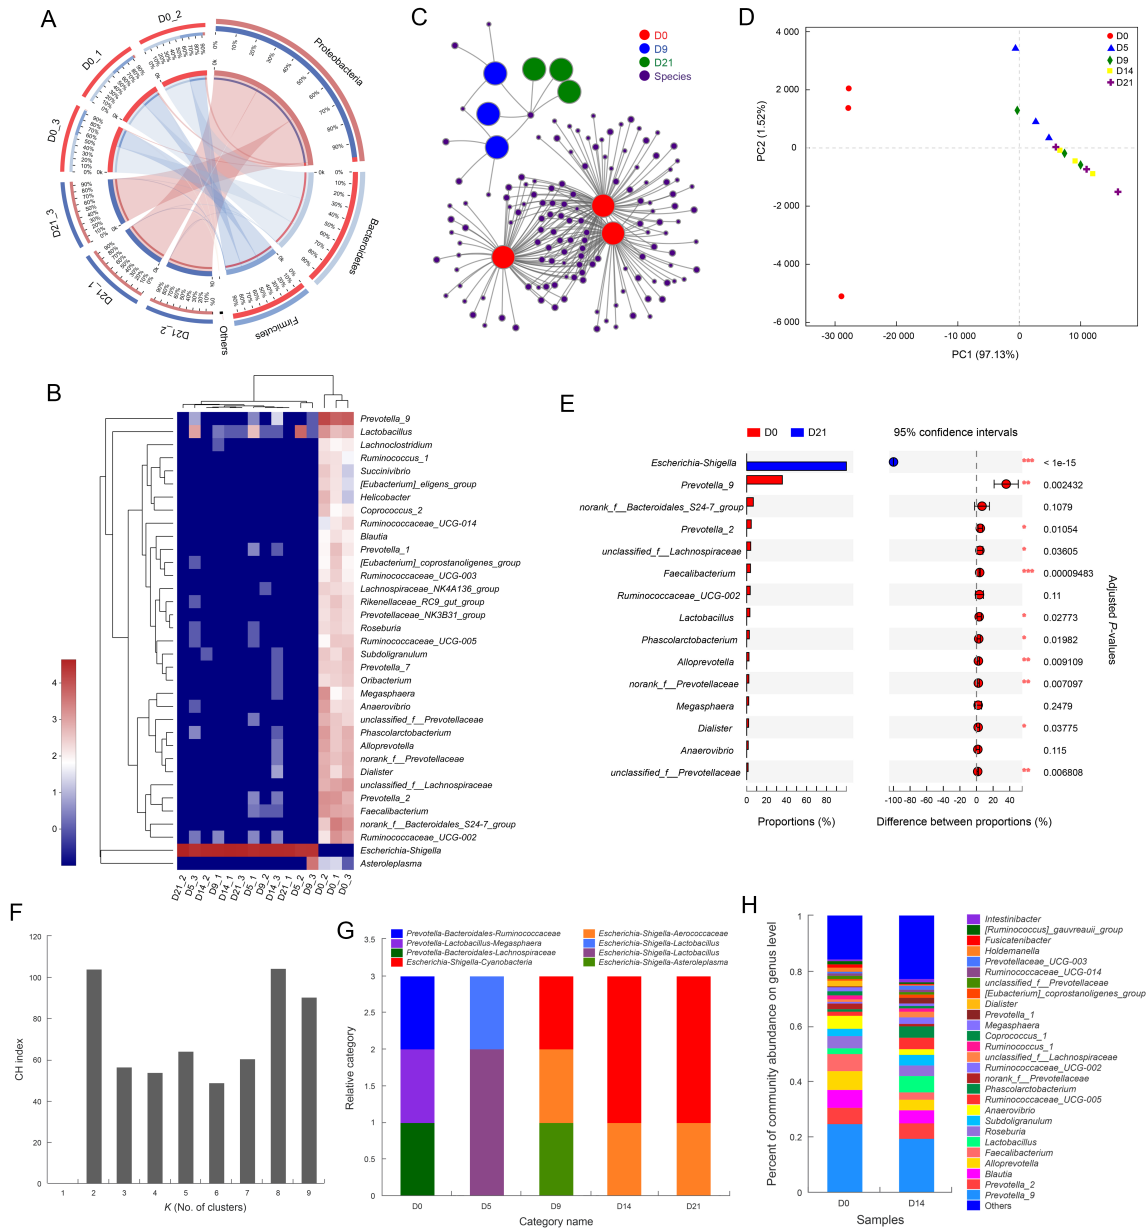 A
D0_1
D0_2
D0_3
D21_3
D21_1
D21_2
Others
Firmicutes
Bacteroidetes
Proteobacteria
C
D0
D9
D21
Species
D
PC2 (1.52%)
4 000
2 000
0
-2 000
-4 000
-6 000
-30 000
-20 000
-10 000
0
10 000
PC1 (97.13%)
D0
D5
D9
D14
D21
B
4
3
2
1
0
Prevotella_9
Lactobacillus
Lachnoclostridium
Ruminococcus_1
Succinivibrio
[Eubacterium]_eligens_group
Helicobacter
Coprococcus_2
Ruminococcaceae_UCG-014
Blautia
Prevotella_1
[Eubacterium]_coprostanoligenes_group
Ruminococcaceae_UCG-003
Lachnospiraceae_NK4A136_group
Rikenellaceae_RC9_gut_group
Prevotellaceae_NK3B31_group
Roseburia
Ruminococcaceae_UCG-005
Subdoligranulum
Prevotella_7
Oribacterium
Megasphaera
Anaerovibrio
unclassified_f__Prevotellaceae
Phascolarctobacterium
Alloprevotella
norank_f__Prevotellaceae
Dialister
unclassified_f__Lachnospiraceae
Prevotella_2
Faecalibacterium
norank_f__Bacteroidales_S24-7_group
Ruminococcaceae_UCG-002
Escherichia-Shigella
Asteroleplasma
D21_2
D5_3
D14_2
D9_1
D14_1
D21_3
D5_1
D9_2
D14_3
D21_1
D5_2
D9_3
D0_2
D0_1
D0_3
E
D0
D21
95% confidence intervals
Escherichia-Shigella *** < 1e-15
Prevotella_9 ** 0.002432
norank_f__Bacteroidales_S24-7_group 0.1079
Prevotella_2 * 0.01054
unclassified_f__Lachnospiraceae * 0.03605
Faecalibacterium *** 0.00009483
Ruminococcaceae_UCG-002 0.11
Lactobacillus * 0.02773
Phascolarctobacterium * 0.01982
Alloprevotella ** 0.009109
norank_f__Prevotellaceae ** 0.007097
Megasphaera 0.2479
Dialister * 0.03775
Anaerovibrio 0.115
unclassified_f__Prevotellaceae ** 0.006808
Adjusted P-values
0 20 40 60 80
Proportions (%)
-100 -80 -60 -40 -20 0 20 40
Difference between proportions (%)
F
CH index
120
100
80
60
40
20
0
1 2 3 4 5 6 7 8 9
K (No. of clusters)
G
Prevotella-Bacteroidales-Ruminococcaceae
Prevotella-Lactobacillus-Megasphaera
Prevotella-Bacteroidales-Lachnospiraceae
Escherichia-Shigella-Cyanobacteria
Escherichia-Shigella-Aerococcaceae
Escherichia-Shigella-Lactobacillus
Escherichia-Shigella-Lactobacillus
Escherichia-Shigella-Asteroleplasma
Relative category
3.5
3
2.5
2
1.5
1
0.5
0
D0 D5 D9 D14 D21
Category name
H
Percent of community abundance on genus level
1
0.8
0.6
0.4
0.2
0
D0 D14
Samples
Intestinibacter
[Ruminococcus]_gauvreauii_group
Fusicatenibacter
Holdemanella
Prevotellaceae_UCG-003
Ruminococcaceae_UCG-014
unclassified_f__Prevotellaceae
[Eubacterium]_coprostanoligenes_group
Dialister
Prevotella_1
Megasphaera
Coprococcus_1
Ruminococcus_1
unclassified_f__Lachnospiraceae
Ruminococcaceae_UCG-002
norank_f__Prevotellaceae
Phascolarctobacterium
Ruminococcaceae_UCG-005
Anaerovibrio
Subdoligranulum
Roseburia
Lactobacillus
Faecalibacterium
Alloprevotella
Blautia
Prevotella_2
Prevotella_9
Others